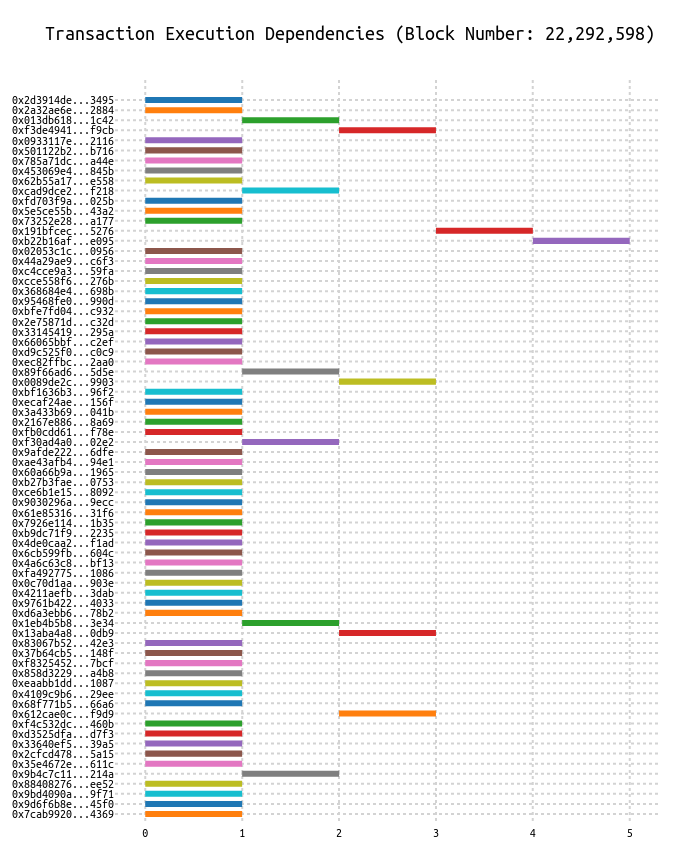 Transaction Execution Dependencies (Block Number: 22,292,598)
0x2d3914de...3495
0x2a32ae6e...2884
0x013db618...1c42
0xf3de4941...f9cb
0x0933117e...2116
0x501122b2...b716
0x785a71dc...a44e
0x453069e4...845b
0x62b55a17...e558
0xcad9dce2...f218
0xfd703f9a...025b
0x5e5ce55b...43a2
0x73252e28...a177
0x191bfcec...5276
0xb22b16af...e095
0x02053c1c...0956
0x44a29ae9...c6f3
0xc4cce9a3...59fa
0xcce558f6...276b
0x368684e4...698b
0x95468fe0...990d
0xbfe7fd04...c932
0x2e75871d...c32d
0x33145419...295a
0x66065bbf...c2ef
0xd9c525f0...c0c9
0xec82ffbc...2aa0
0x89f66ad6...5d5e
0x0089de2c...9903
0xbf1636b3...96f2
0xecaf24ae...156f
0x3a433b69...041b
0x2167e886...8a69
0xfb0cdd61...f78e
0xf30ad4a0...02e2
0x9afde222...6dfe
0xae43afb4...94e1
0x60a66b9a...1965
0xb27b3fae...0753
0xce6b1e15...8092
0x9030296a...9ecc
0x61e85316...31f6
0x7926e114...1b35
0xb9dc71f9...2235
0x4de0caa2...f1ad
0x6cb599fb...604c
0x4a6c63c8...bf13
0xfa492775...1086
0x0c70d1aa...903e
0x4211aefb...3dab
0x9761b422...4033
0xd6a3ebb6...78b2
0x1eb4b5b8...3e34
0x13aba4a8...0db9
0x83067b52...42e3
0x37b64cb5...148f
0xf8325452...7bcf
0x858d3229...a4b8
0xeaabb1dd...1087
0x4109c9b6...29ee
0x68f771b5...66a6
0x612cae0c...f9d9
0xf4c532dc...460b
0xd3525dfa...d7f3
0x33640ef5...39a5
0x2cfcd478...5a15
0x35e4672e...611c
0x9b4c7c11...214a
0x88408276...ee52
0x9bd4090a...9f71
0x9d6f6b8e...45f0
0x7cab9920...4369
0 1 2 3 4 5